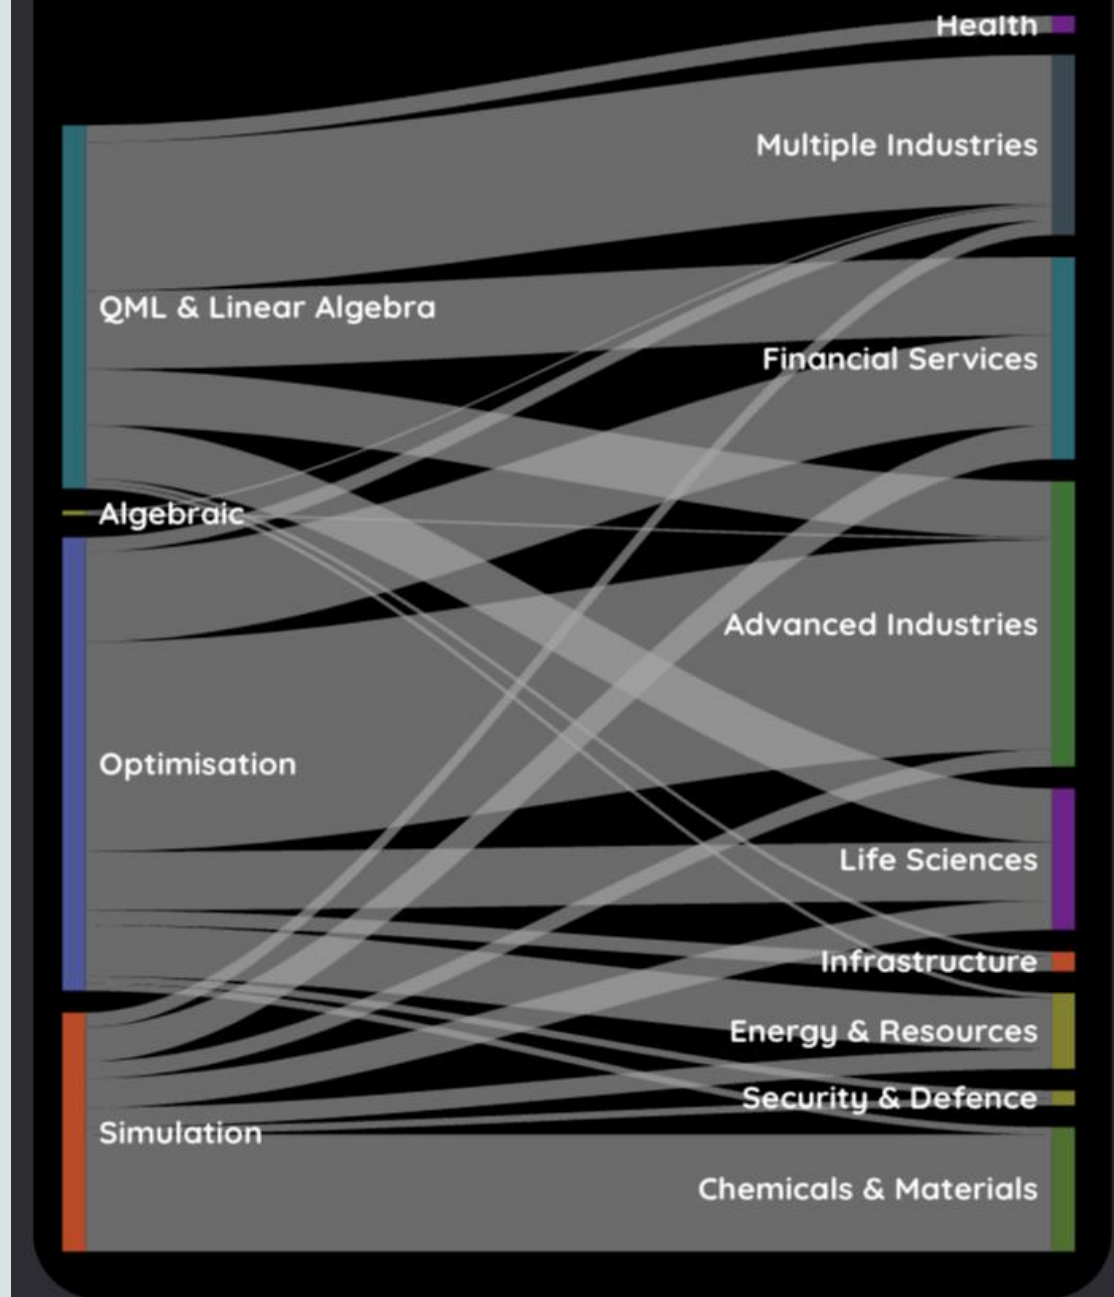 Health
Multiple Industries
QML & Linear Algebra
Financial Services
Algebraic
Advanced Industries
Optimisation
Life Sciences
Infrastructure
Energy & Resources
Security & Defence
Simulation
Chemicals & Materials